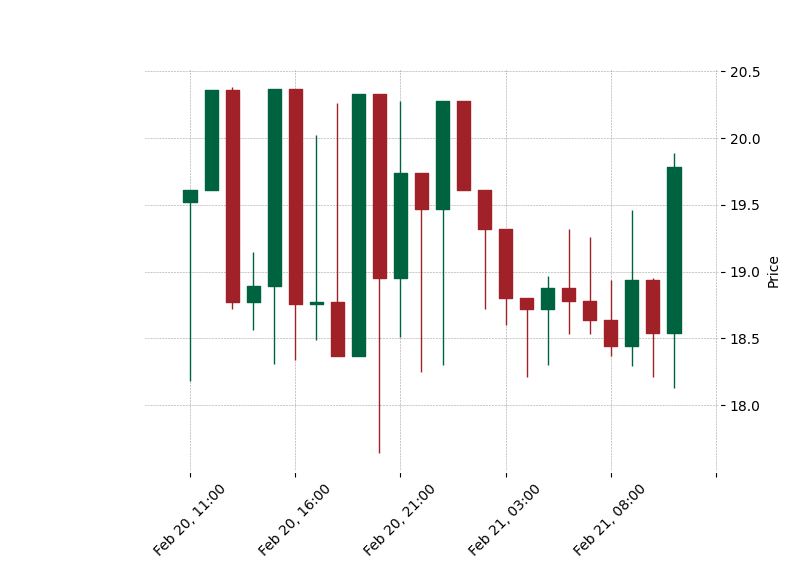 20.5
20.0
19.5
19.0
18.5
18.0
Price
Feb 20, 11:00
Feb 20, 16:00
Feb 20, 21:00
Feb 21, 03:00
Feb 21, 08:00